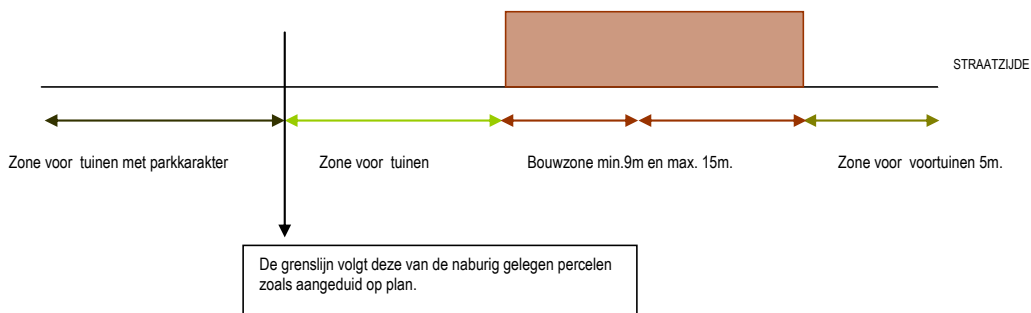 STRAATZIJDE
Zone voor tuinen met parkkarakter
Zone voor tuinen
Bouwzone min.9m en max. 15m.
Zone voor voortuinen 5m.
De grenslijn volgt deze van de naburig gelegen percelen
zoals aangeduid op plan.